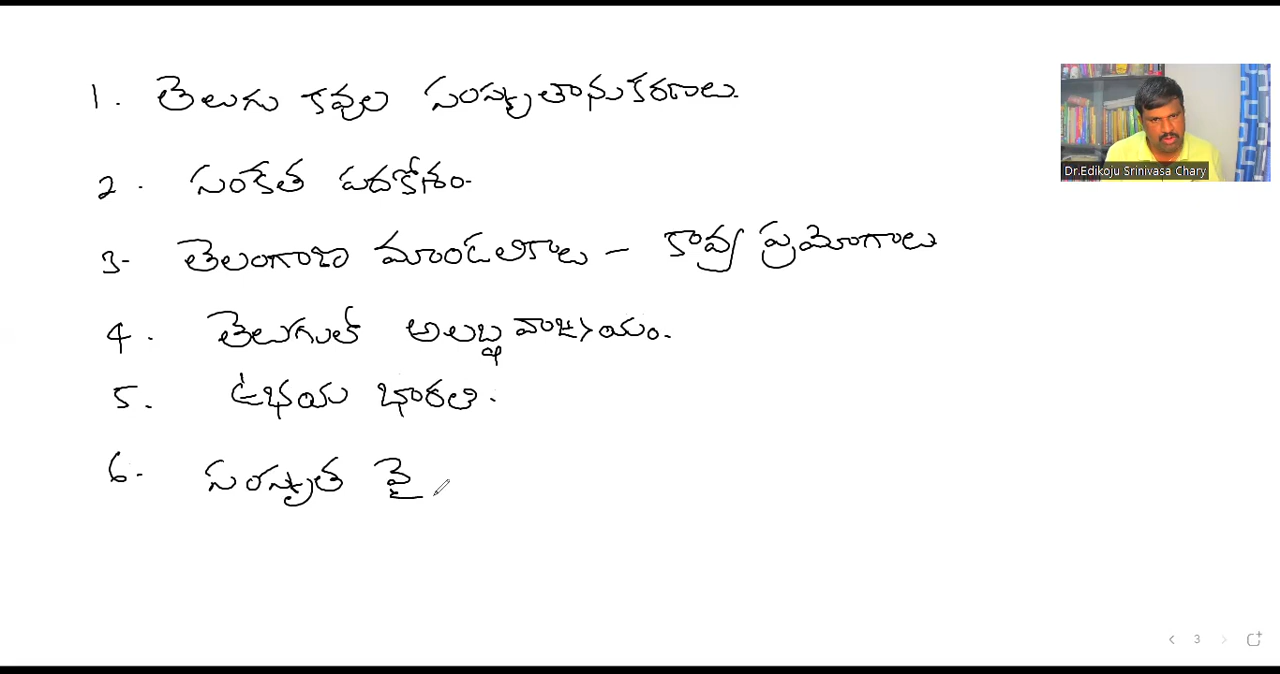 1. తెలుగు కవుల సంస్కృతానుకరణలు.
2. సంకేత పదకోశం.
3- తెలంగాణా మాండలికాలు - కావ్య ప్రయోగాలు
4. తెలుగులో అలబ్ధ వాఙ్మయం.
5. ఉభయ భారతి.
6. సంస్కృత వై
Dr.Edikoju Srinivasa Chary
3